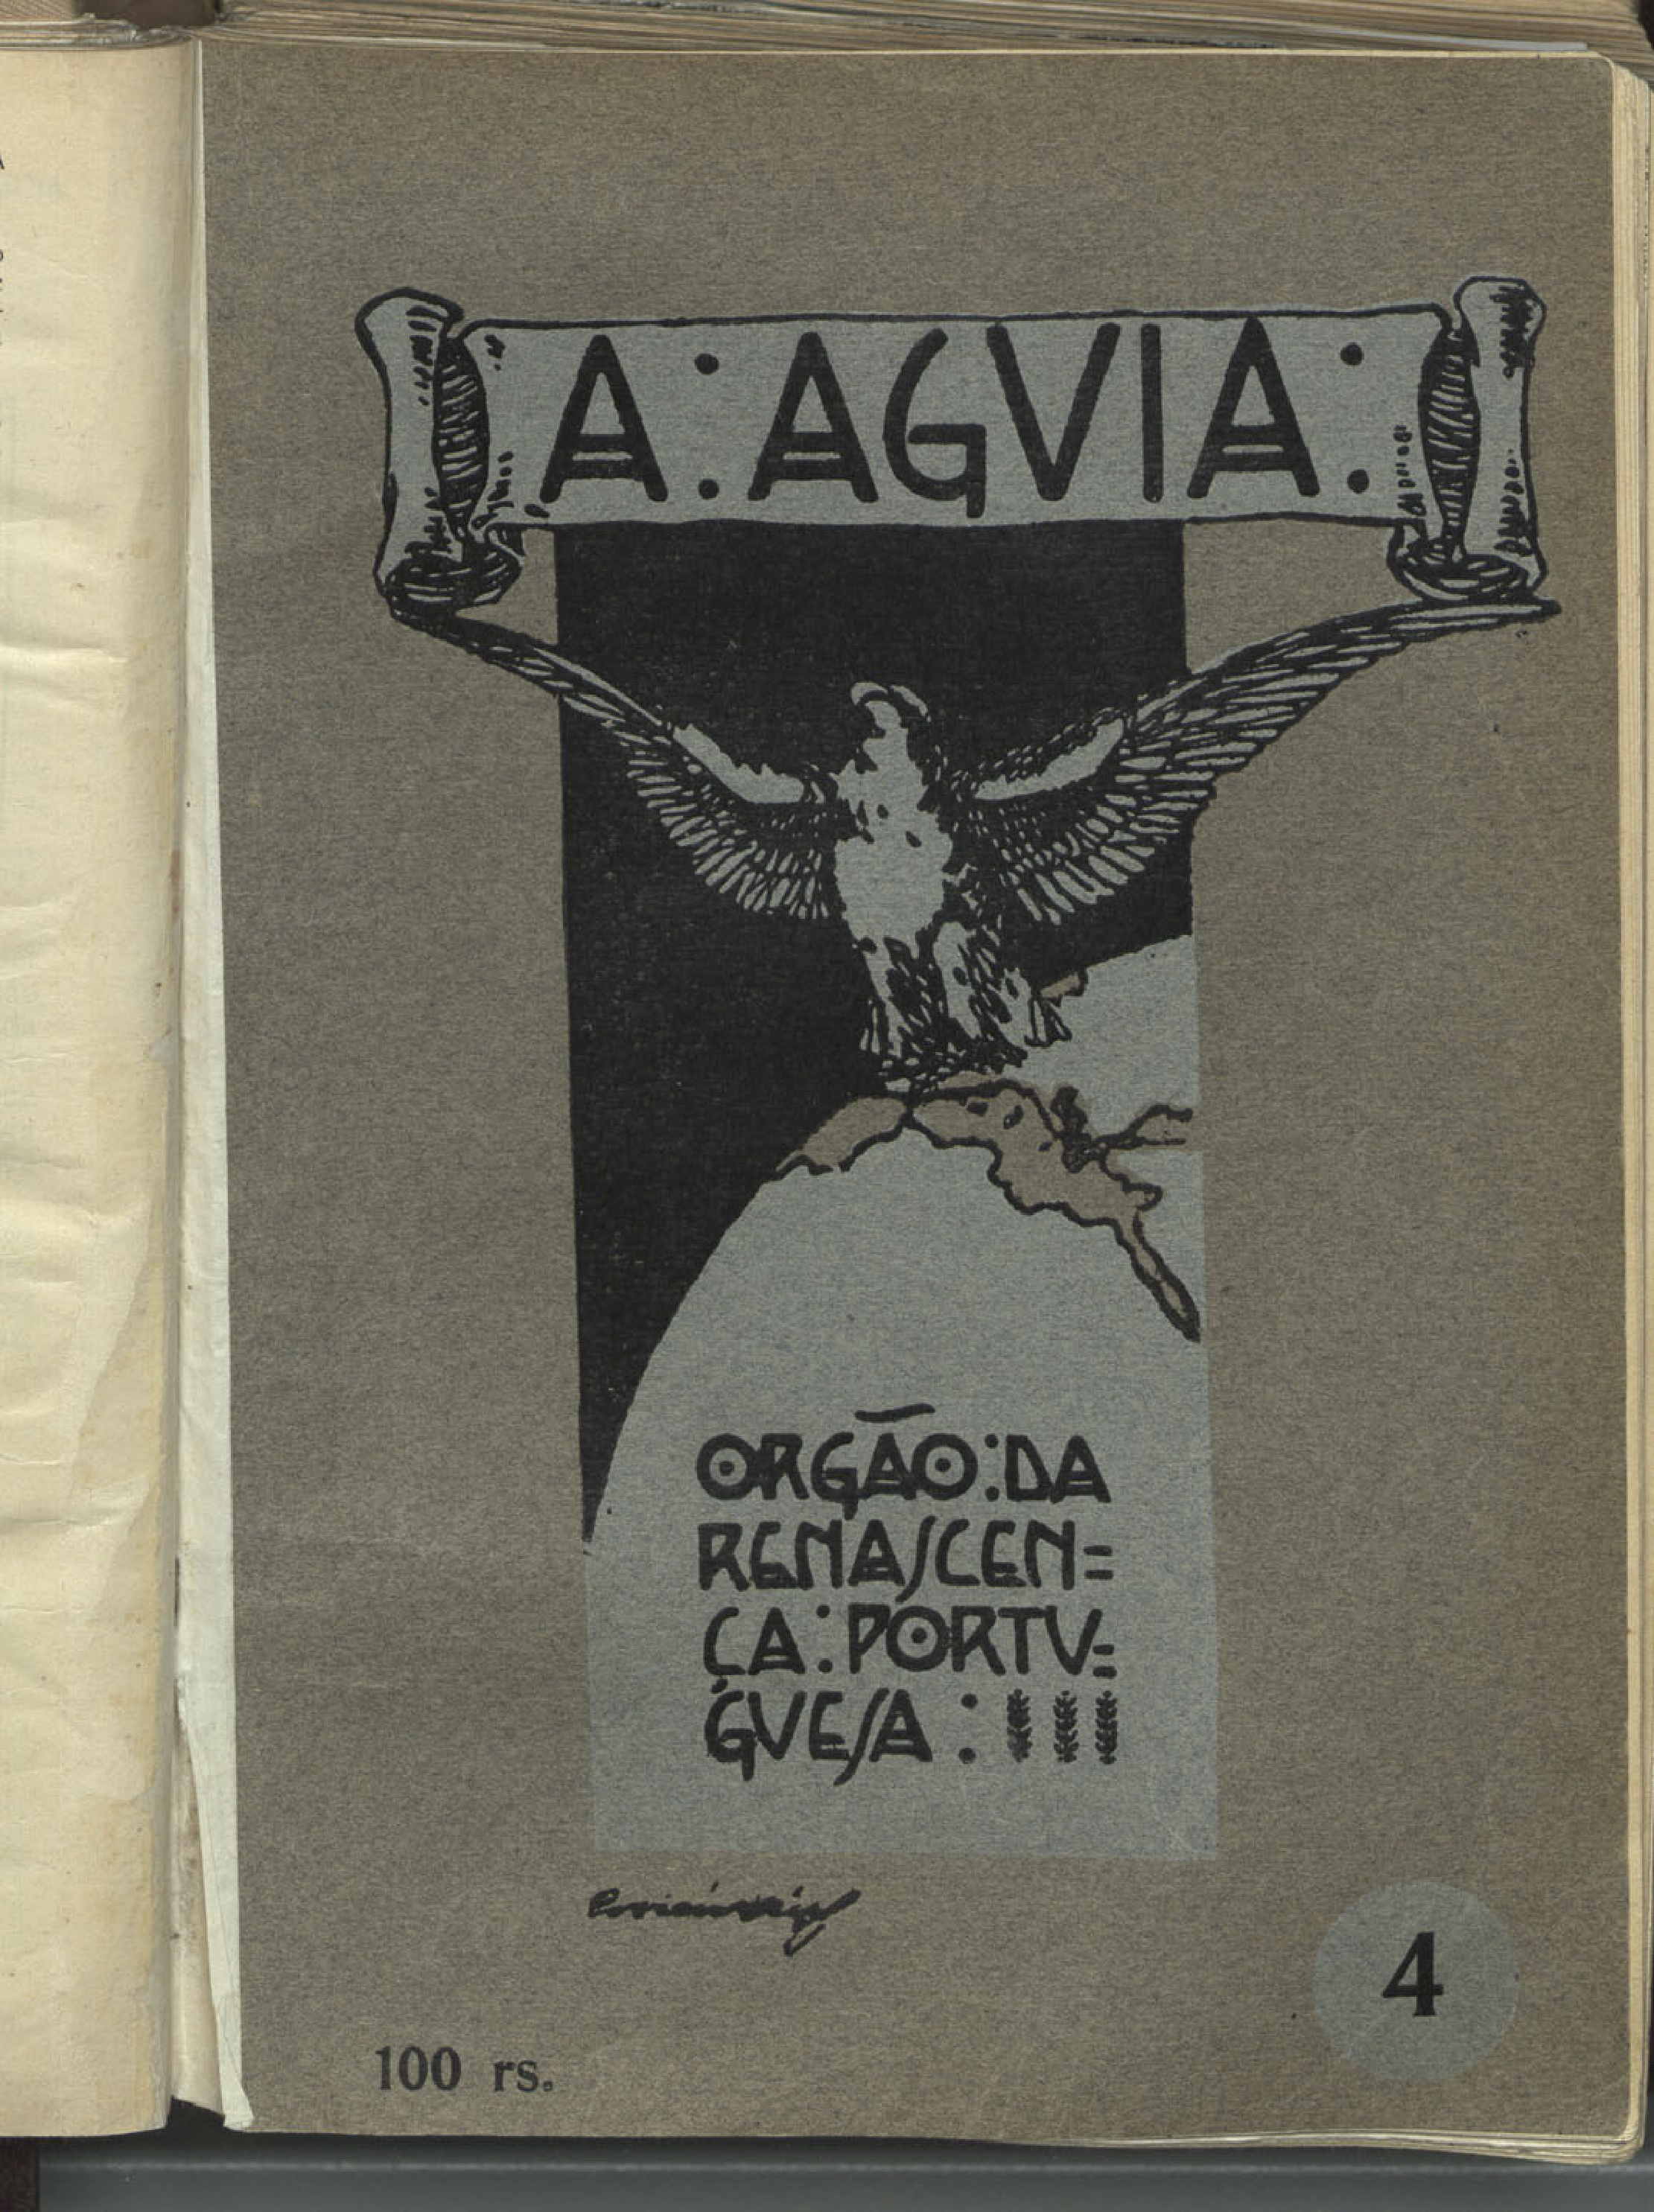 A : AGVIA :
ORGÃO : DA
RENASCEN=
ÇA : PORTV=
GVESA :
4
100 rs.